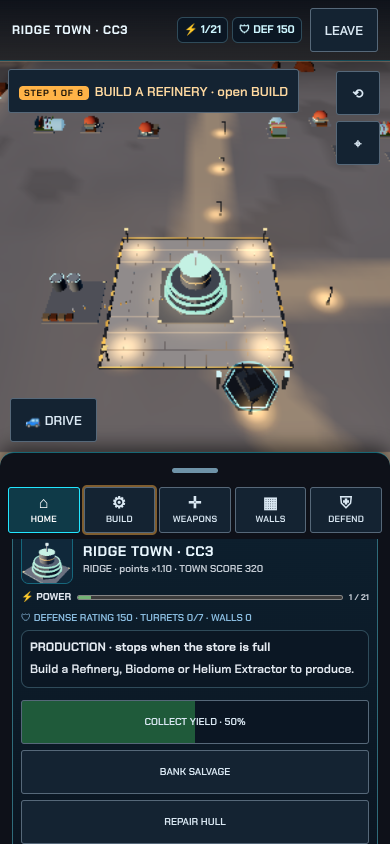 RIDGE TOWN · CC3
⚡ 1/21
DEF 150
LEAVE
STEP 1 OF 6 BUILD A REFINERY · open BUILD
DRIVE
HOME
BUILD
WEAPONS
WALLS
DEFEND
RIDGE TOWN · CC3
RIDGE · points ×1.10 · TOWN SCORE 320
⚡ POWER 1 / 21
DEFENSE RATING 150 · TURRETS 0/7 · WALLS 0
PRODUCTION · stops when the store is full
Build a Refinery, Biodome or Helium Extractor to produce.
COLLECT YIELD · 50%
BANK SALVAGE
REPAIR HULL